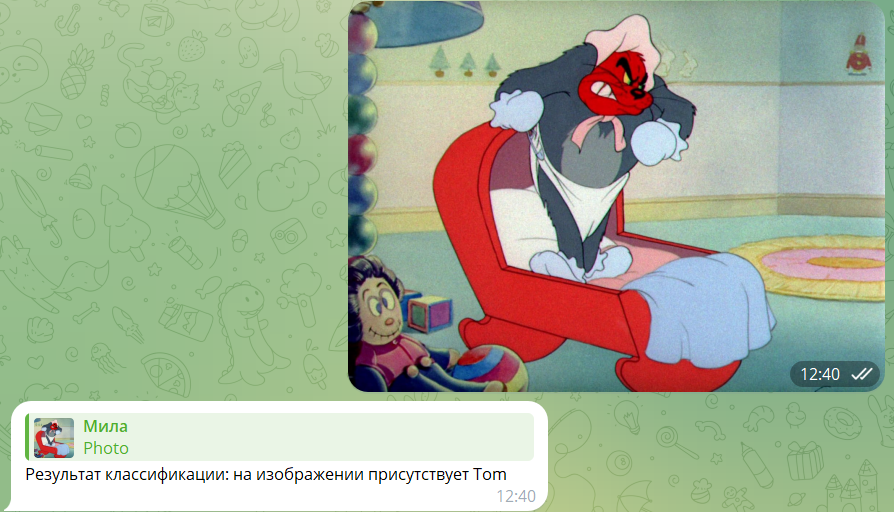 12:40
Мила
Photo
Результат классификации: на изображении присутствует Tom
12:40